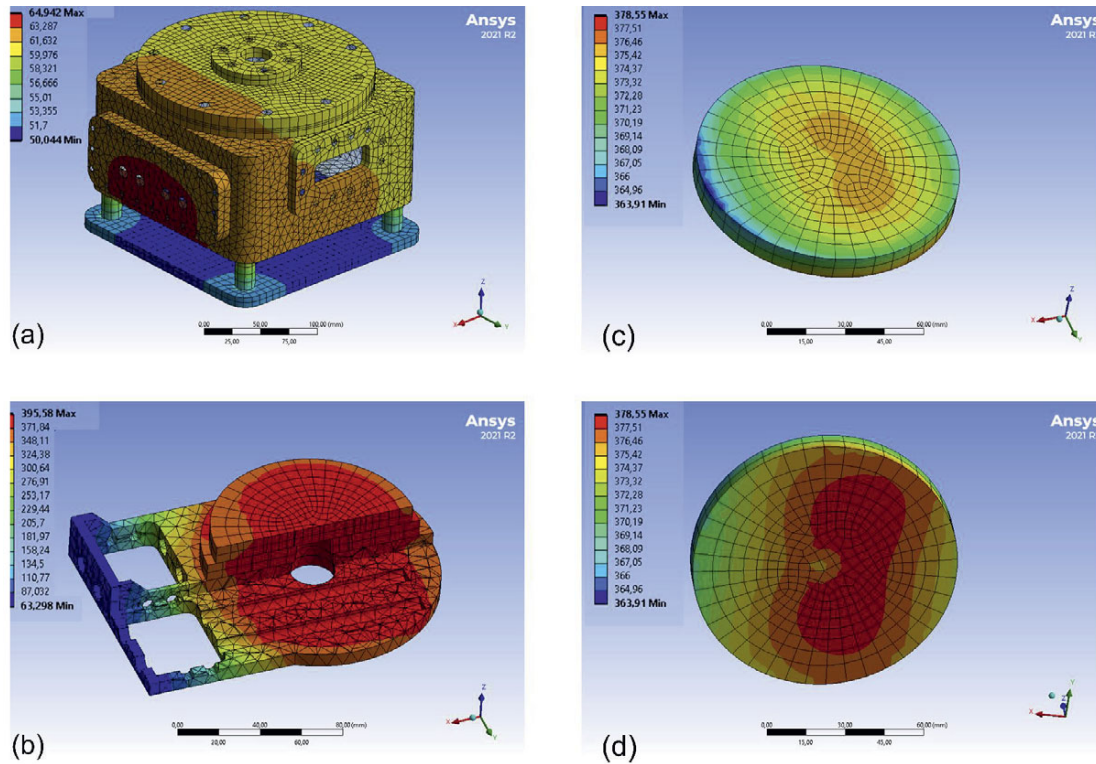 64,942 Max
63,287
61,632
59,976
58,321
56,666
55,01
53,355
51,7
50,044 Min
Ansys
2021 R2
0,00 50,00 100,00 (mm)
25,00 75,00
Z
X
Y
(a)
378,55 Max
377,51
376,46
375,42
374,37
373,32
372,28
371,23
370,19
369,14
368,09
367,05
366
364,96
363,91 Min
Ansys
2021 R
0,00 30,00 60,00 (mm)
15,00 45,00
Z
X
Y
(c)
395,58 Max
371,84
348,11
324,38
300,64
276,91
253,17
229,44
205,7
181,97
158,24
134,5
110,77
87,032
63,298 Min
Ansys
2021 R2
0,00 40,00 80,00 (mm)
20,00 60,00
Z
X
Y
(b)
378,55 Max
377,51
376,46
375,42
374,37
373,32
372,28
371,23
370,19
369,14
368,09
367,05
366
364,96
363,91 Min
Ansys
2021 R
0,00 30,00 60,00 (mm)
15,00 45,00
Y
Z
X
(d)